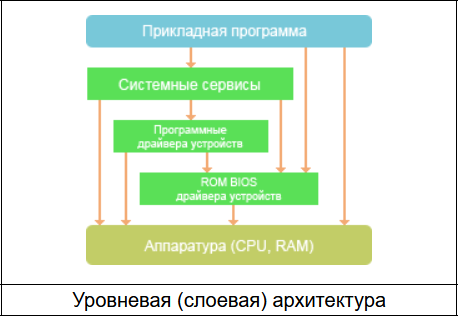 Прикладная программа
Системные сервисы
Программные
драйвера устройств
ROM BIOS
драйвера устройств
Аппаратура (CPU, RAM)
Уровневая (слоевая) архитектура